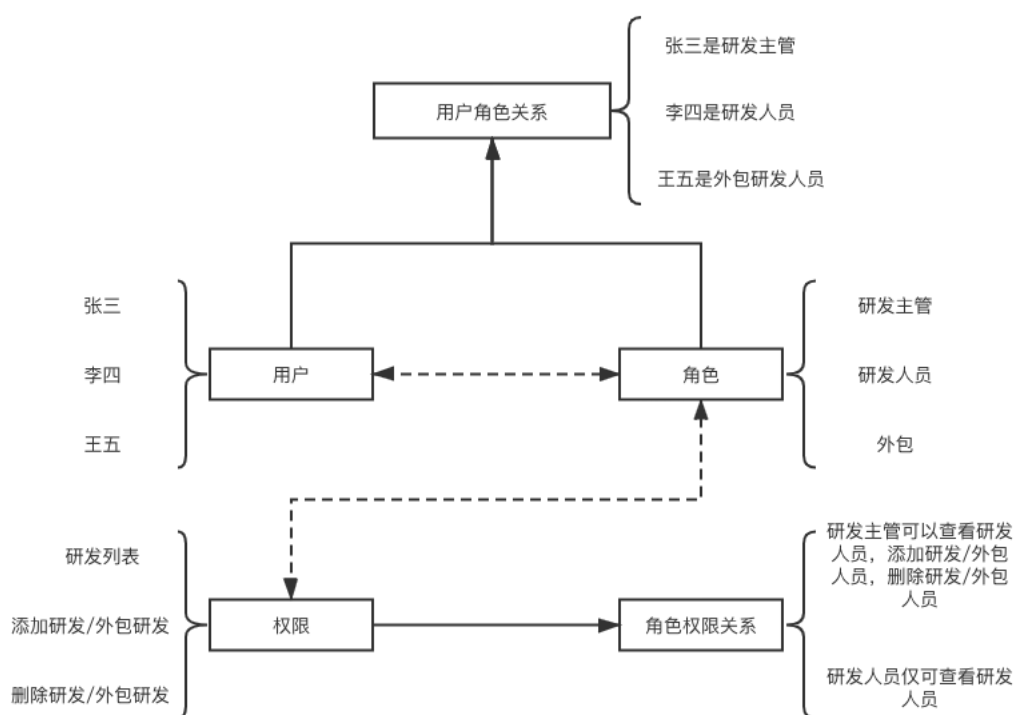 张三是研发主管
用户角色关系
李四是研发人员
王五是外包研发人员
张三
研发主管
李四
用户
角色
研发人员
王五
外包
研发列表
研发主管可以查看研发
人员，添加研发/外包
人员，删除研发/外包
人员
添加研发/外包研发
权限
角色权限关系
删除研发/外包研发
研发人员仅可查看研发
人员